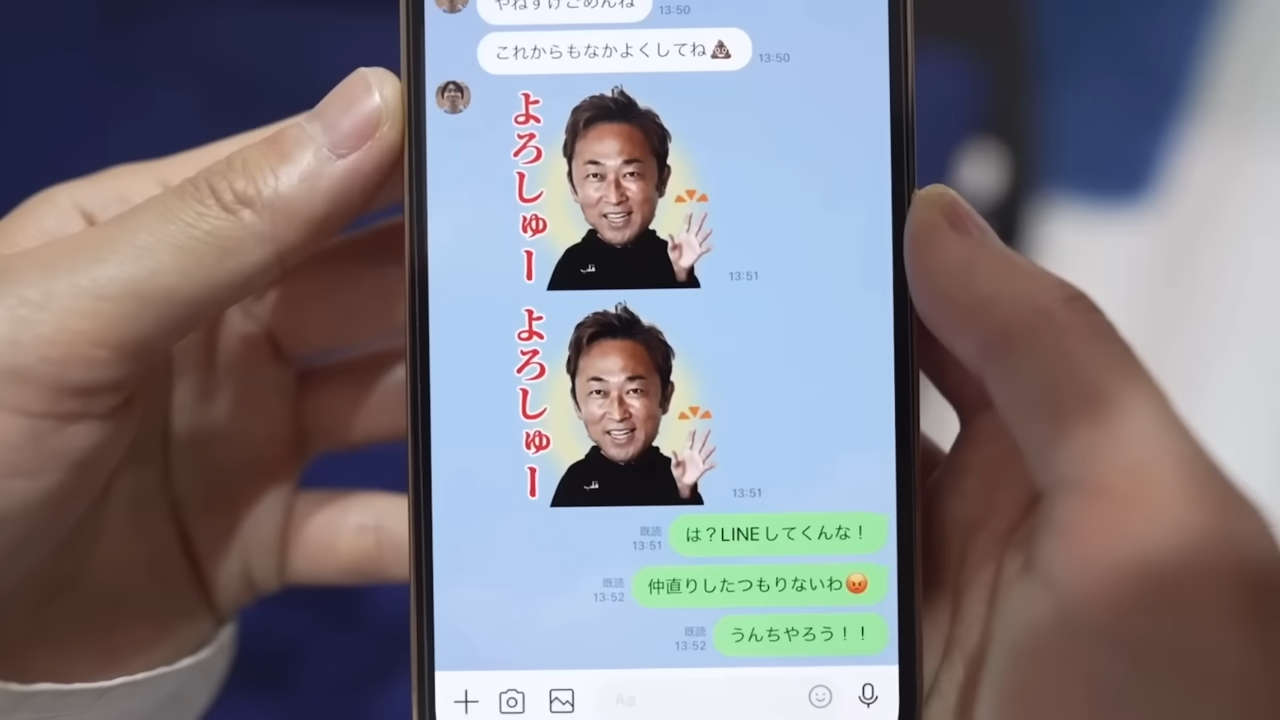 やねすけごめんね
13:50
これからもなかよくしてね💩
13:50
よろしゅー
13:51
よろしゅー
13:51
は？LINEしてくんな！
既読
13:51
仲直りしたつもりないわ😡
既読
13:52
うんちやろう！！
既読
13:52
Aa